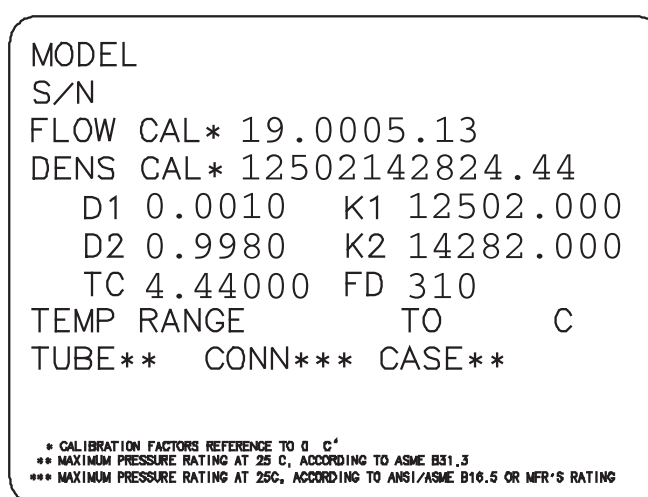 MODEL
S/N
FLOW CAL* 19.0005.13
DENS CAL* 12502142824.44
D1 0.0010 K1 12502.000
D2 0.9980 K2 14282.000
TC 4.44000 FD 310
TEMP RANGE TO C
TUBE** CONN*** CASE**
* CALIBRATION FACTORS REFERENCE TO 0 C
** MAXIMUM PRESSURE RATING AT 25 C, ACCORDING TO ASME B31.3
*** MAXIMUM PRESSURE RATING AT 25C, ACCORDING TO ANSI/ASME B16.5 OR MFR'S RATING